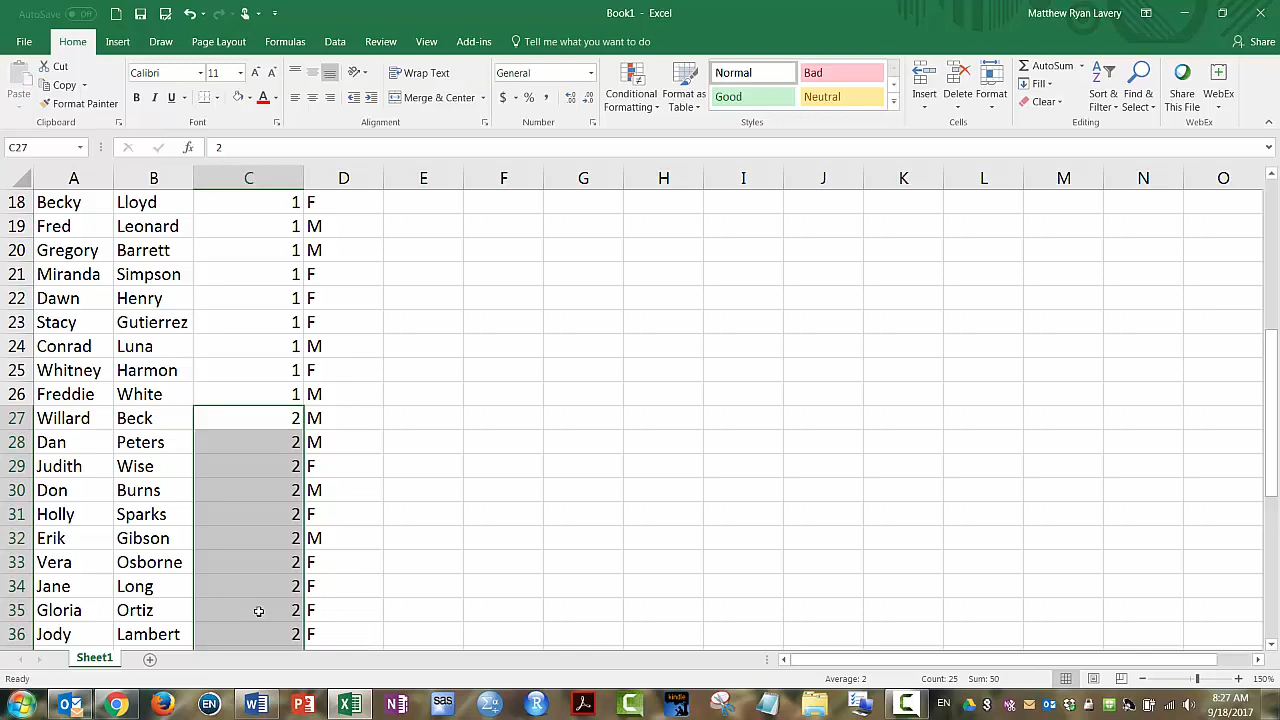 AutoSave Off Book1 - Excel Matthew Ryan Lavery
File Home Insert Draw Page Layout Formulas Data Review View Add-ins Tell me what you want to do Share
Paste Cut Copy Format Painter Clipboard
Calibri 11 B I U A Font
Wrap Text Merge & Center Alignment
General $ % , Number
Conditional Formatting Format as Table Normal Bad Good Neutral Styles
Insert Delete Format Cells
AutoSum Fill Clear Sort & Filter Find & Select Editing
Share This File WebEx WebEx
C27 fx 2
A B C D E F G H I J K L M N O
18 Becky Lloyd 1 F
19 Fred Leonard 1 M
20 Gregory Barrett 1 M
21 Miranda Simpson 1 F
22 Dawn Henry 1 F
23 Stacy Gutierrez 1 F
24 Conrad Luna 1 M
25 Whitney Harmon 1 F
26 Freddie White 1 M
27 Willard Beck 2 M
28 Dan Peters 2 M
29 Judith Wise 2 F
30 Don Burns 2 M
31 Holly Sparks 2 F
32 Erik Gibson 2 M
33 Vera Osborne 2 F
34 Jane Long 2 F
35 Gloria Ortiz 2 F
36 Jody Lambert 2 F
Sheet1
Ready Average: 2 Count: 25 Sum: 50 150%
EN sas R kindle EN 8:27 AM
9/18/2017